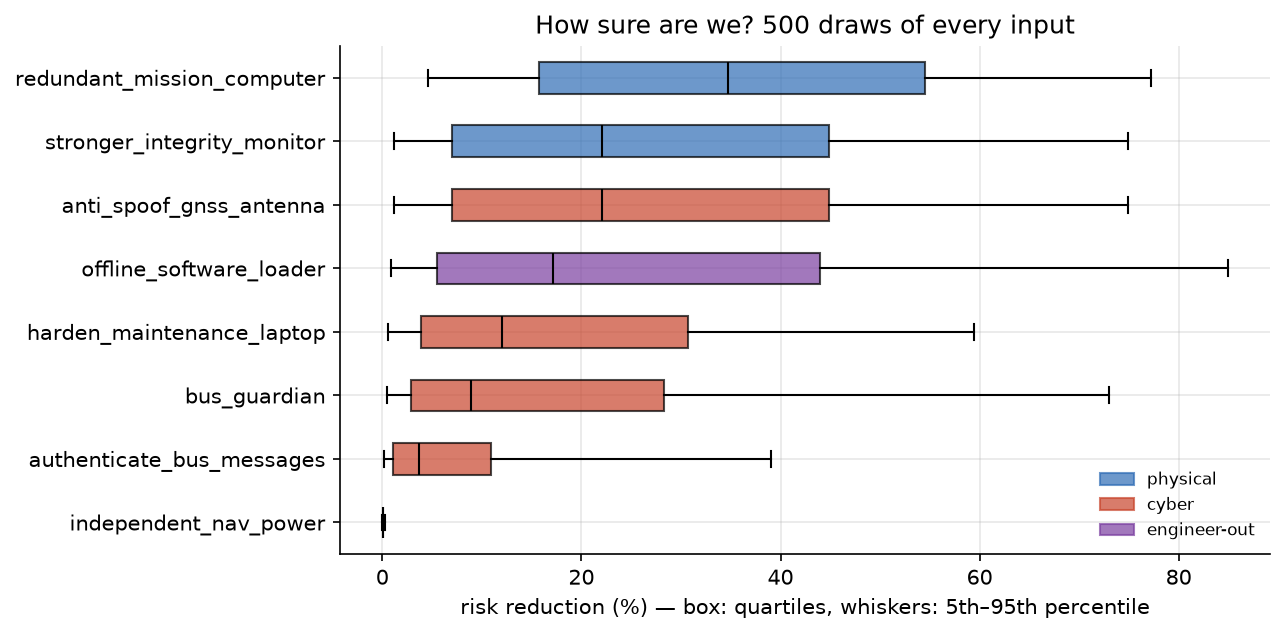 How sure are we? 500 draws of every input
redundant_mission_computer
stronger_integrity_monitor
anti_spoof_gnss_antenna
offline_software_loader
harden_maintenance_laptop
bus_guardian
authenticate_bus_messages
independent_nav_power
physical
cyber
engineer-out
0 20 40 60 80
risk reduction (%) — box: quartiles, whiskers: 5th–95th percentile